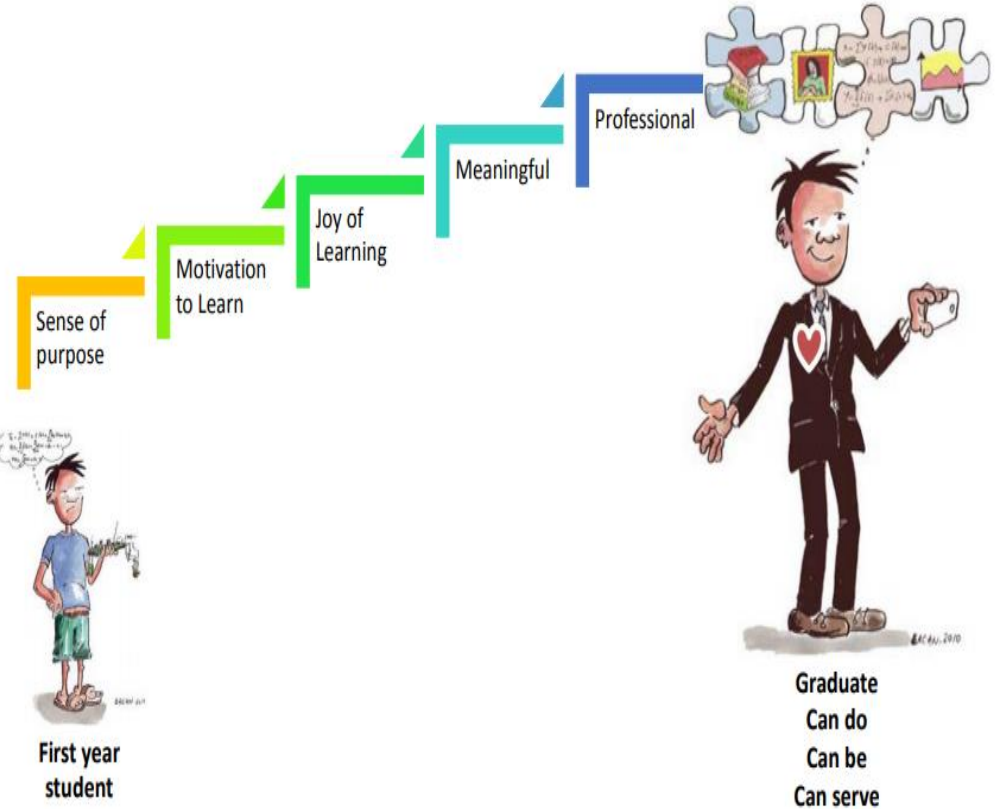 Sense of
purpose
Motivation
to Learn
Joy of
Learning
Meaningful
Professional
First year
student
Graduate
Can do
Can be
Can serve